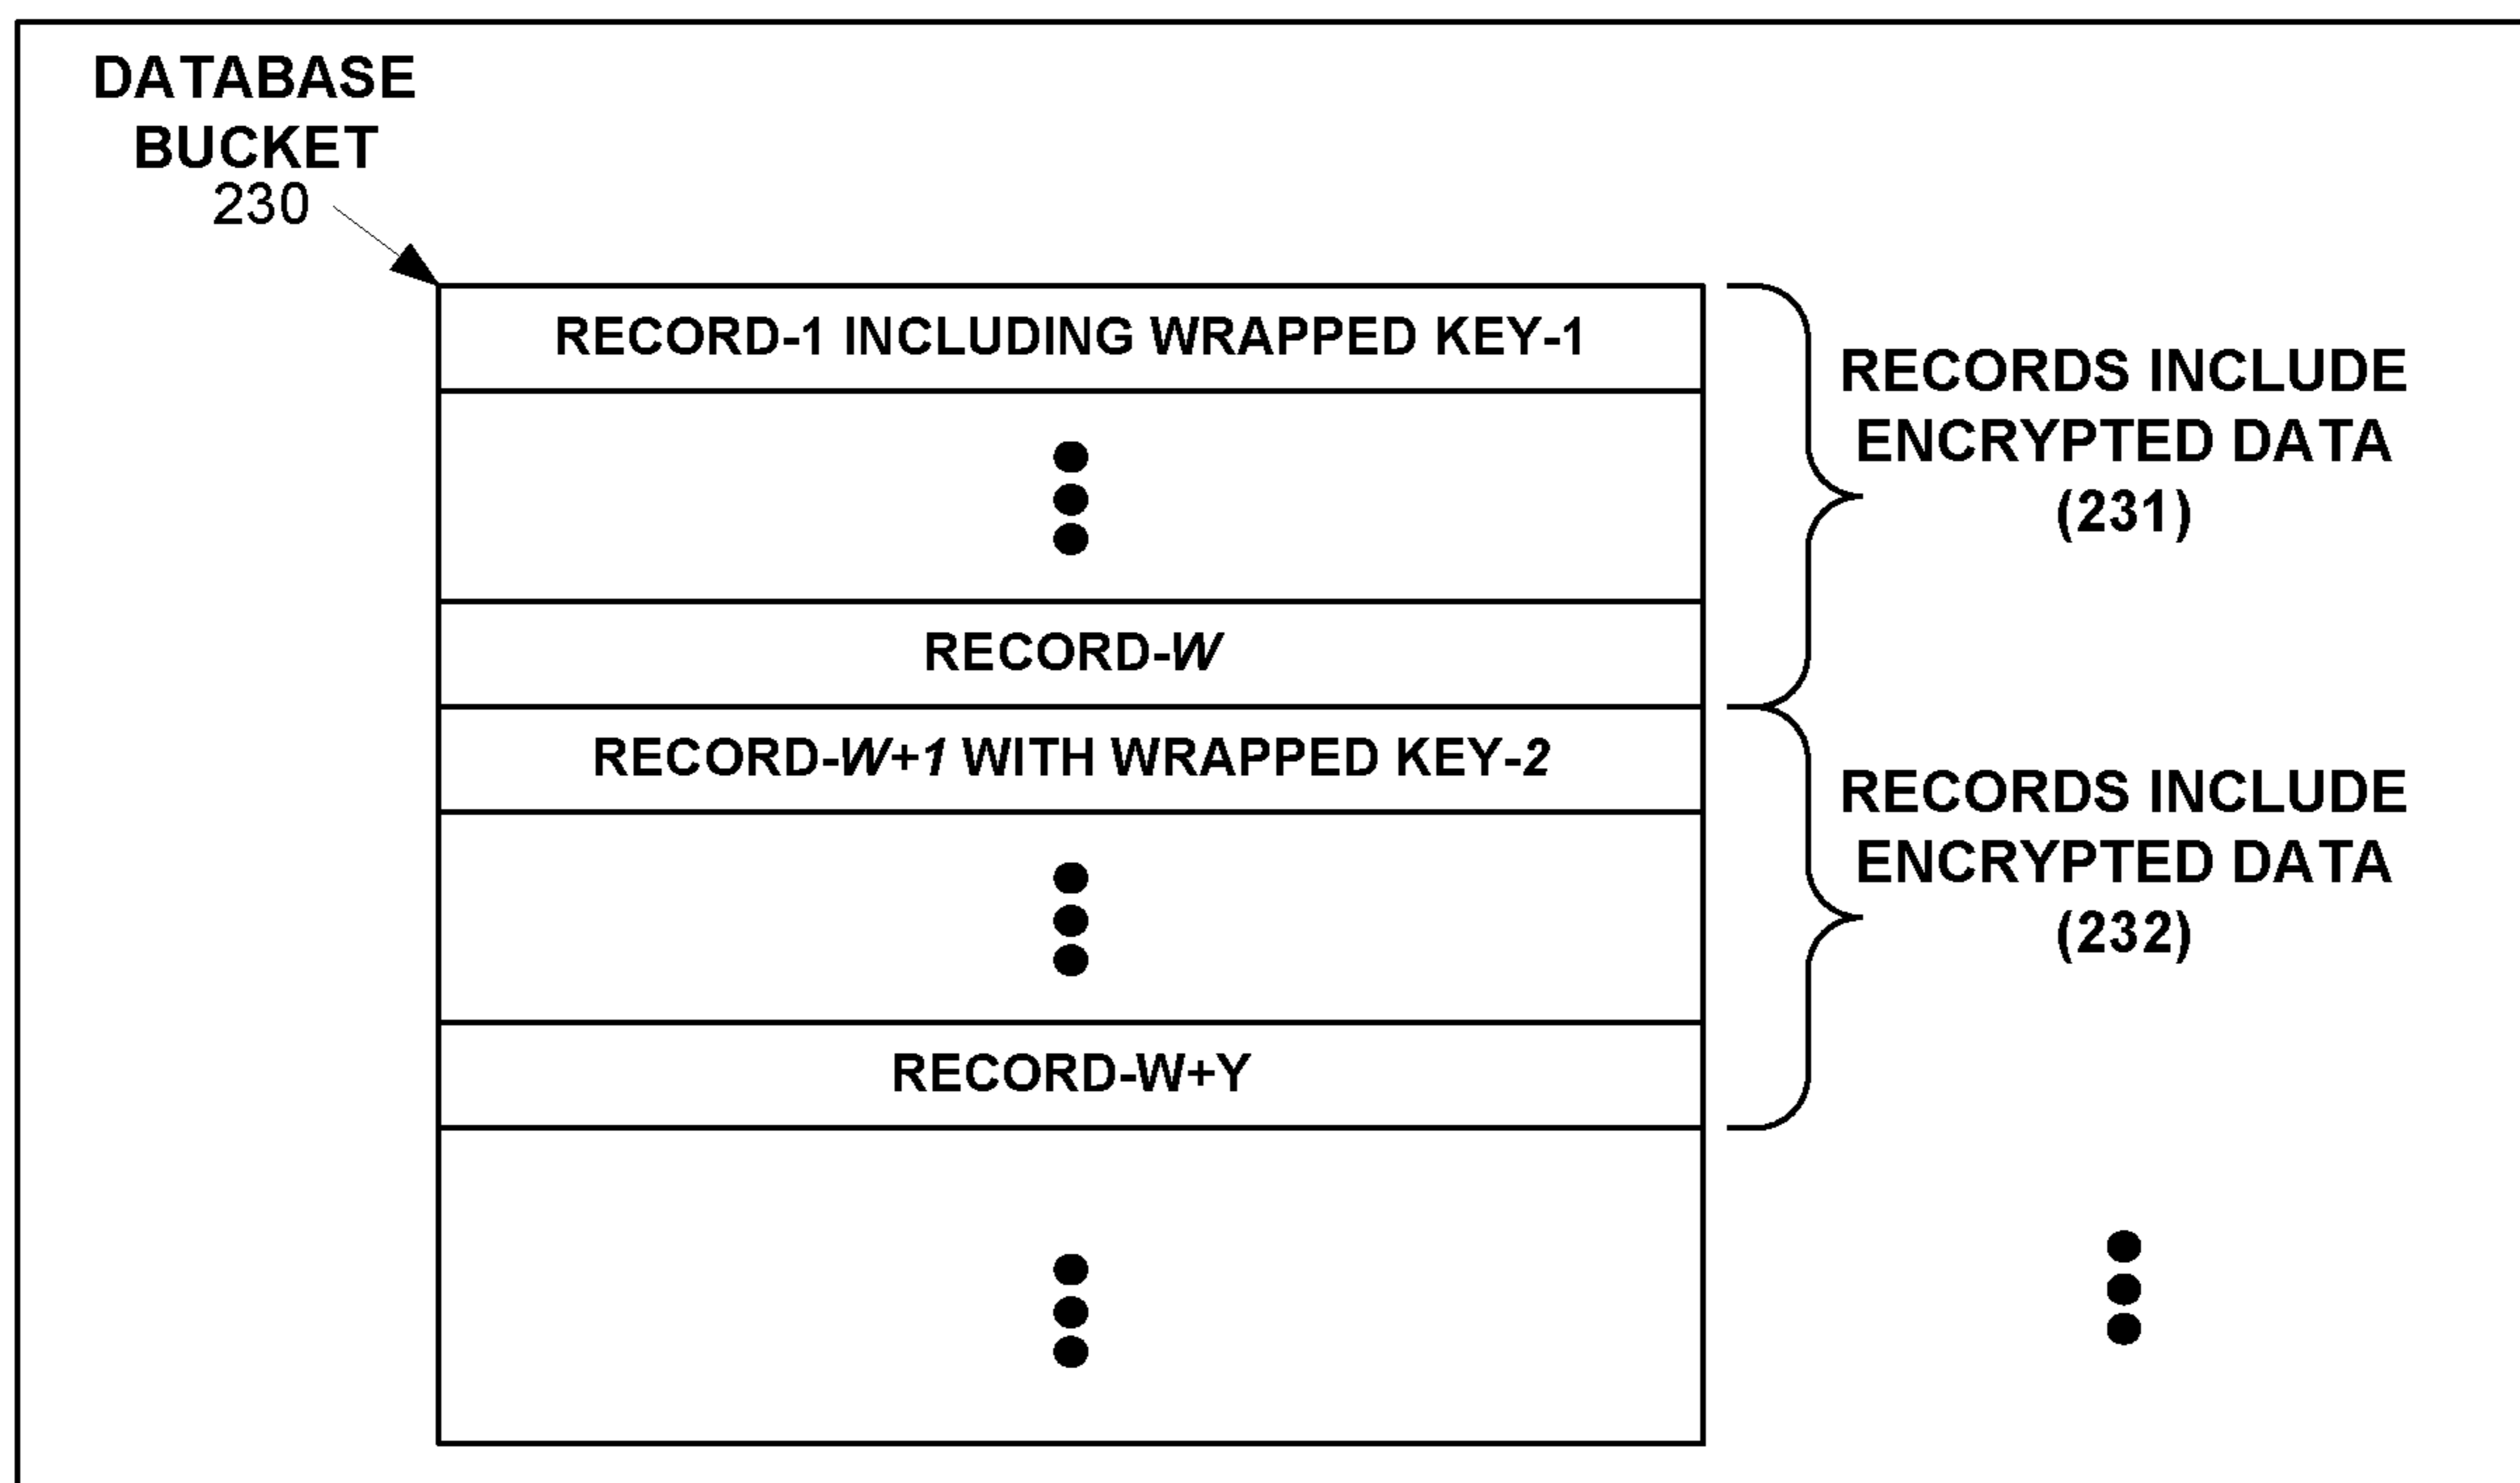 DATABASE
BUCKET
230
RECORD-1 INCLUDING WRAPPED KEY-1
RECORDS INCLUDE
ENCRYPTED DATA
(231)
RECORD-W
RECORD-W+1 WITH WRAPPED KEY-2
RECORDS INCLUDE
ENCRYPTED DATA
(232)
RECORD-W+Y